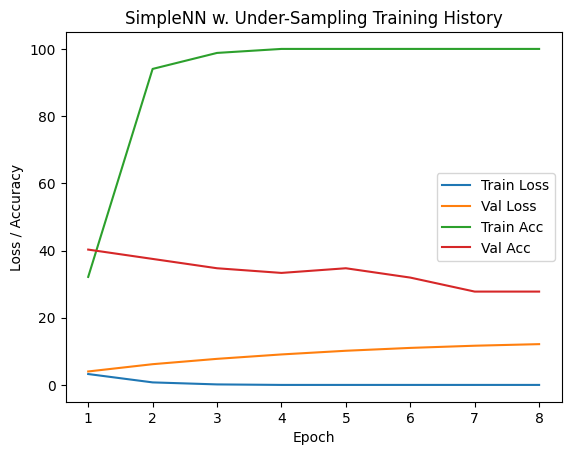 SimpleNN w. Under-Sampling Training History
Loss / Accuracy
100
80
60
40
20
0
Train Loss
Val Loss
Train Acc
Val Acc
1 2 3 4 5 6 7 8
Epoch